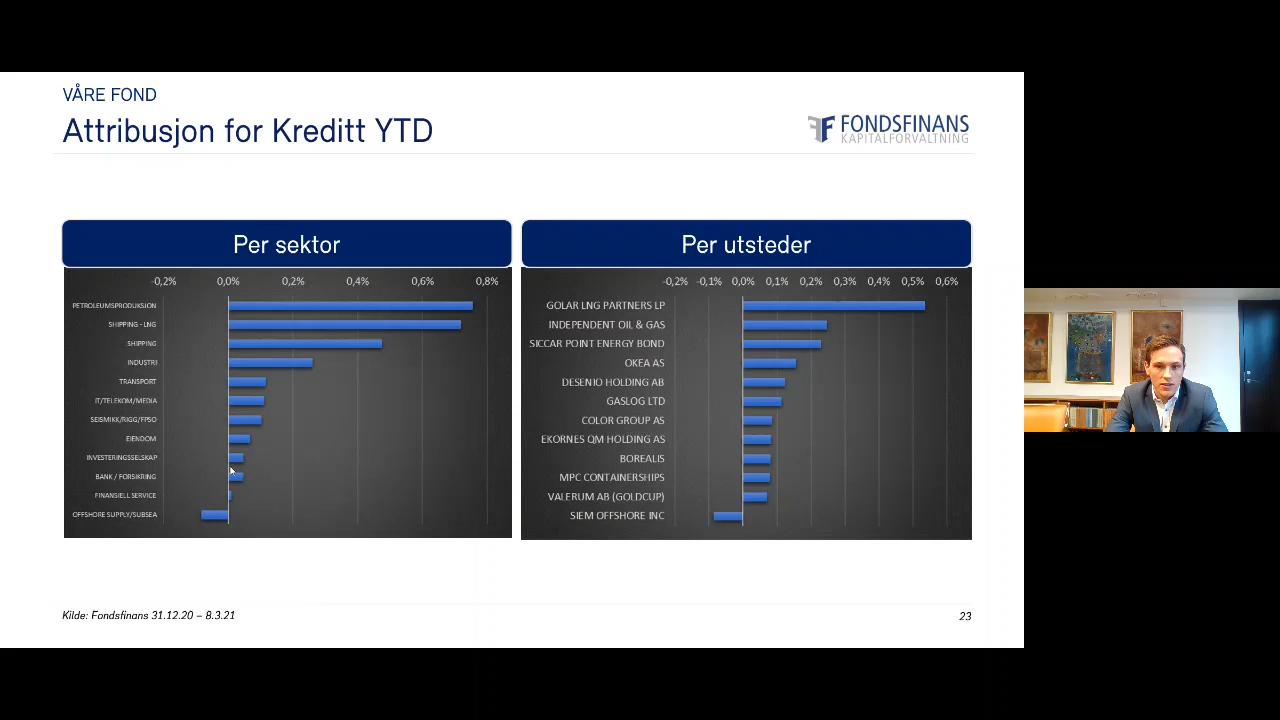 VÅRE FOND
Attribusjon for Kreditt YTD
FONDSFINANS
KAPITALFORVALTNING
Per sektor
-0,2% 0,0% 0,2% 0,4% 0,6% 0,8%
PETROLEUMSPRODUKSJON
SHIPPING - LNG
SHIPPING
INDUSTRI
TRANSPORT
IT/TELEKOM/MEDIA
SEISMIKK/RIGG/FPSO
EIENDOM
INVESTERINGSSELSKAP
BANK / FORSIKRING
FINANSIELL SERVICE
OFFSHORE SUPPLY/SUBSEA
Per utsteder
-0,2% -0,1% 0,0% 0,1% 0,2% 0,3% 0,4% 0,5% 0,6%
GOLAR LNG PARTNERS LP
INDEPENDENT OIL & GAS
SICCAR POINT ENERGY BOND
OKEA AS
DESENIO HOLDING AB
GASLOG LTD
COLOR GROUP AS
EKORNES QM HOLDING AS
BOREALIS
MPC CONTAINERSHIPS
VALERUM AB (GOLDCUP)
SIEM OFFSHORE INC
Kilde: Fondsfinans 31.12.20 – 8.3.21
23